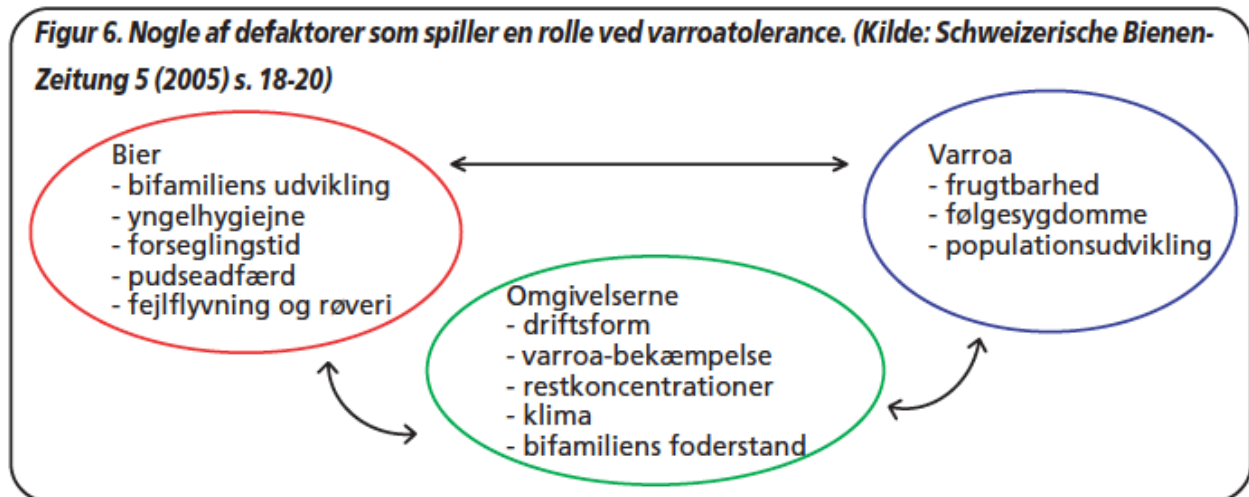 Figur 6. Nogle af defaktorer som spiller en rolle ved varroatolerance. (Kilde: Schweizerische Bienen-
Zeitung 5 (2005) s. 18-20)
Bier
- bifamiliens udvikling
- yngelhygiejne
- forseglingstid
- pudseadfærd
- fejlflyvning og røveri
Varroa
- frugtbarhed
- følgesygdomme
- populationsudvikling
Omgivelserne
- driftsform
- varroa-bekæmpelse
- restkoncentrationer
- klima
- bifamiliens foderstand